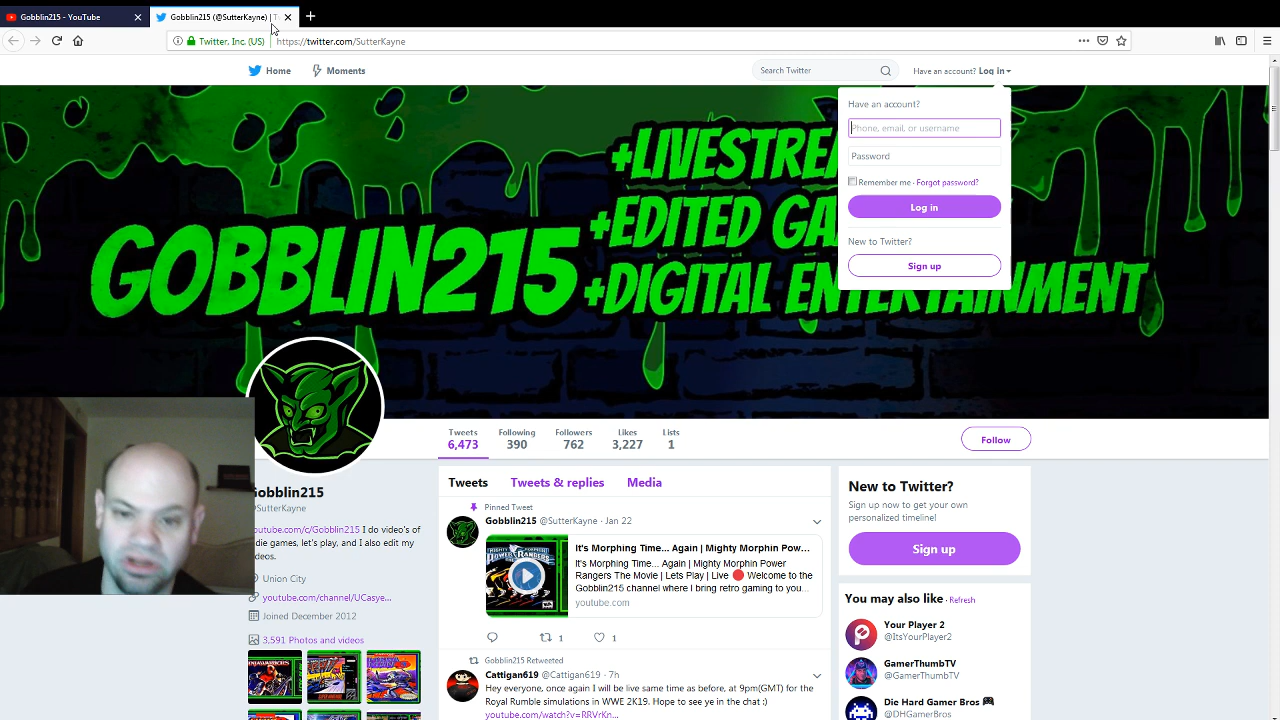 Gobblin215 - YouTube
Gobblin215 (@SutterKayne) | T
Twitter, Inc. (US)
https://twitter.com/SutterKayne
Home
Moments
Search Twitter
Have an account? Log in
Have an account?
Phone, email, or username
Password
Remember me · Forgot password?
Log in
New to Twitter?
Sign up
GOBBLIN215
+LIVESTREA
+EDITED GA
+DIGITAL ENTERTAINMENT
Tweets
6,473
Following
390
Followers
762
Likes
3,227
Lists
1
Follow
Gobblin215
@SutterKayne
youtube.com/c/Gobblin215 I do video's of
die games, let's play, and I also edit my
deos.
Union City
youtube.com/channel/UCasye...
Joined December 2012
3,591 Photos and videos
Tweets
Tweets & replies
Media
Pinned Tweet
Gobblin215 @SutterKayne · Jan 22
It's Morphing Time... Again | Mighty Morphin Pow...
It's Morphing Time... Again | Mighty Morphin Power
Rangers The Movie | Lets Play | Live 🔴 Welcome to the
Gobblin215 channel where I bring retro gaming to you...
youtube.com
1
1
Gobblin215 Retweeted
Cattigan619 @Cattigan619 · 7h
Hey everyone, once again I will be live same time as before, at 9pm
Royal Rumble simulations in WWE 2K19. Hope to see ye in the chat :)
youtube.com/watch?v=RRVrKn...
New to Twitter?
Sign up now to get your own
personalized timeline!
Sign up
You may also like · Refresh
Your Player 2
@ItsYourPlayer2
GamerThumbTV
@GamerThumbTV
Die Hard Gamer Bros 🎮
@DHGamerBros